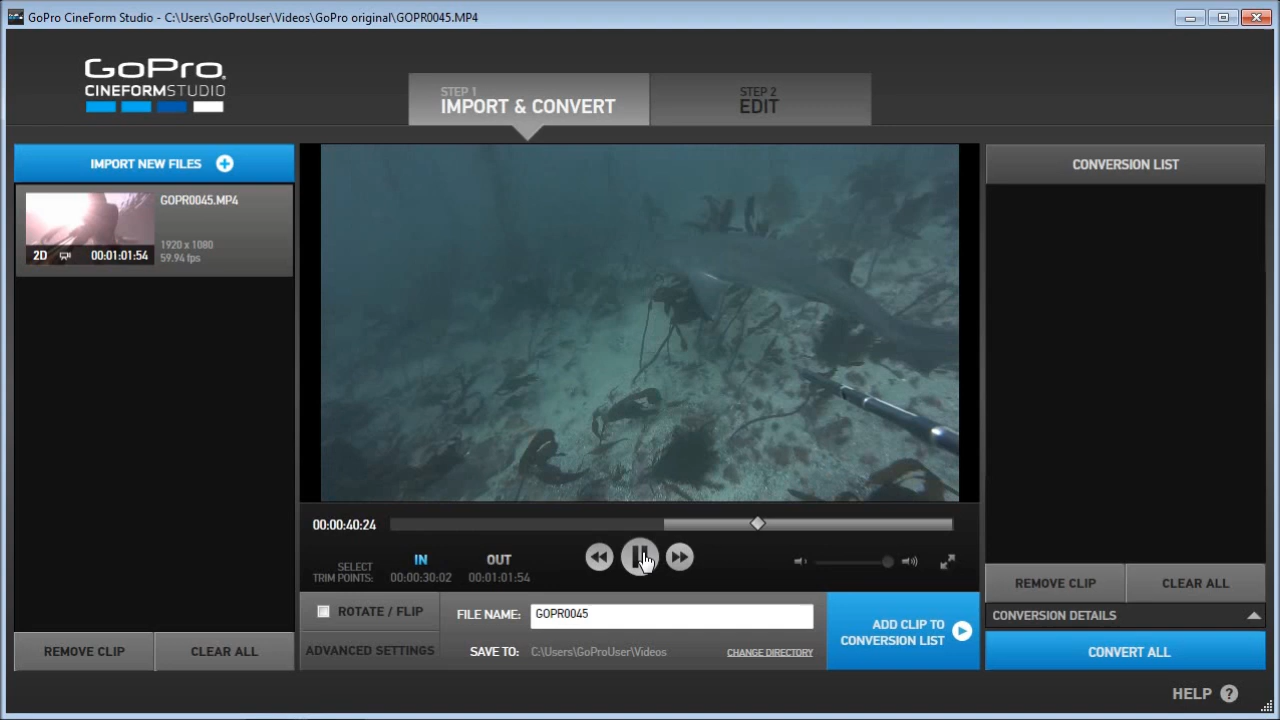 GoPro CineForm Studio - C:\Users\GoProUser\Videos\GoPro original\GOPR0045.MP4
GoPro
CINEFORMSTUDIO
STEP 1
IMPORT & CONVERT
STEP 2
EDIT
IMPORT NEW FILES
GOPR0045.MP4
1920 x 1080
59.94 fps
2D 00:01:01:54
CONVERSION LIST
00:00:40:24
SELECT
TRIM POINTS:
IN
00:00:30:02
OUT
00:01:01:54
ROTATE / FLIP
ADVANCED SETTINGS
FILE NAME: GOPR0045
SAVE TO: C:\Users\GoProUser\Videos CHANGE DIRECTORY
ADD CLIP TO
CONVERSION LIST
REMOVE CLIP CLEAR ALL
REMOVE CLIP CLEAR ALL
CONVERSION DETAILS
CONVERT ALL
HELP ?